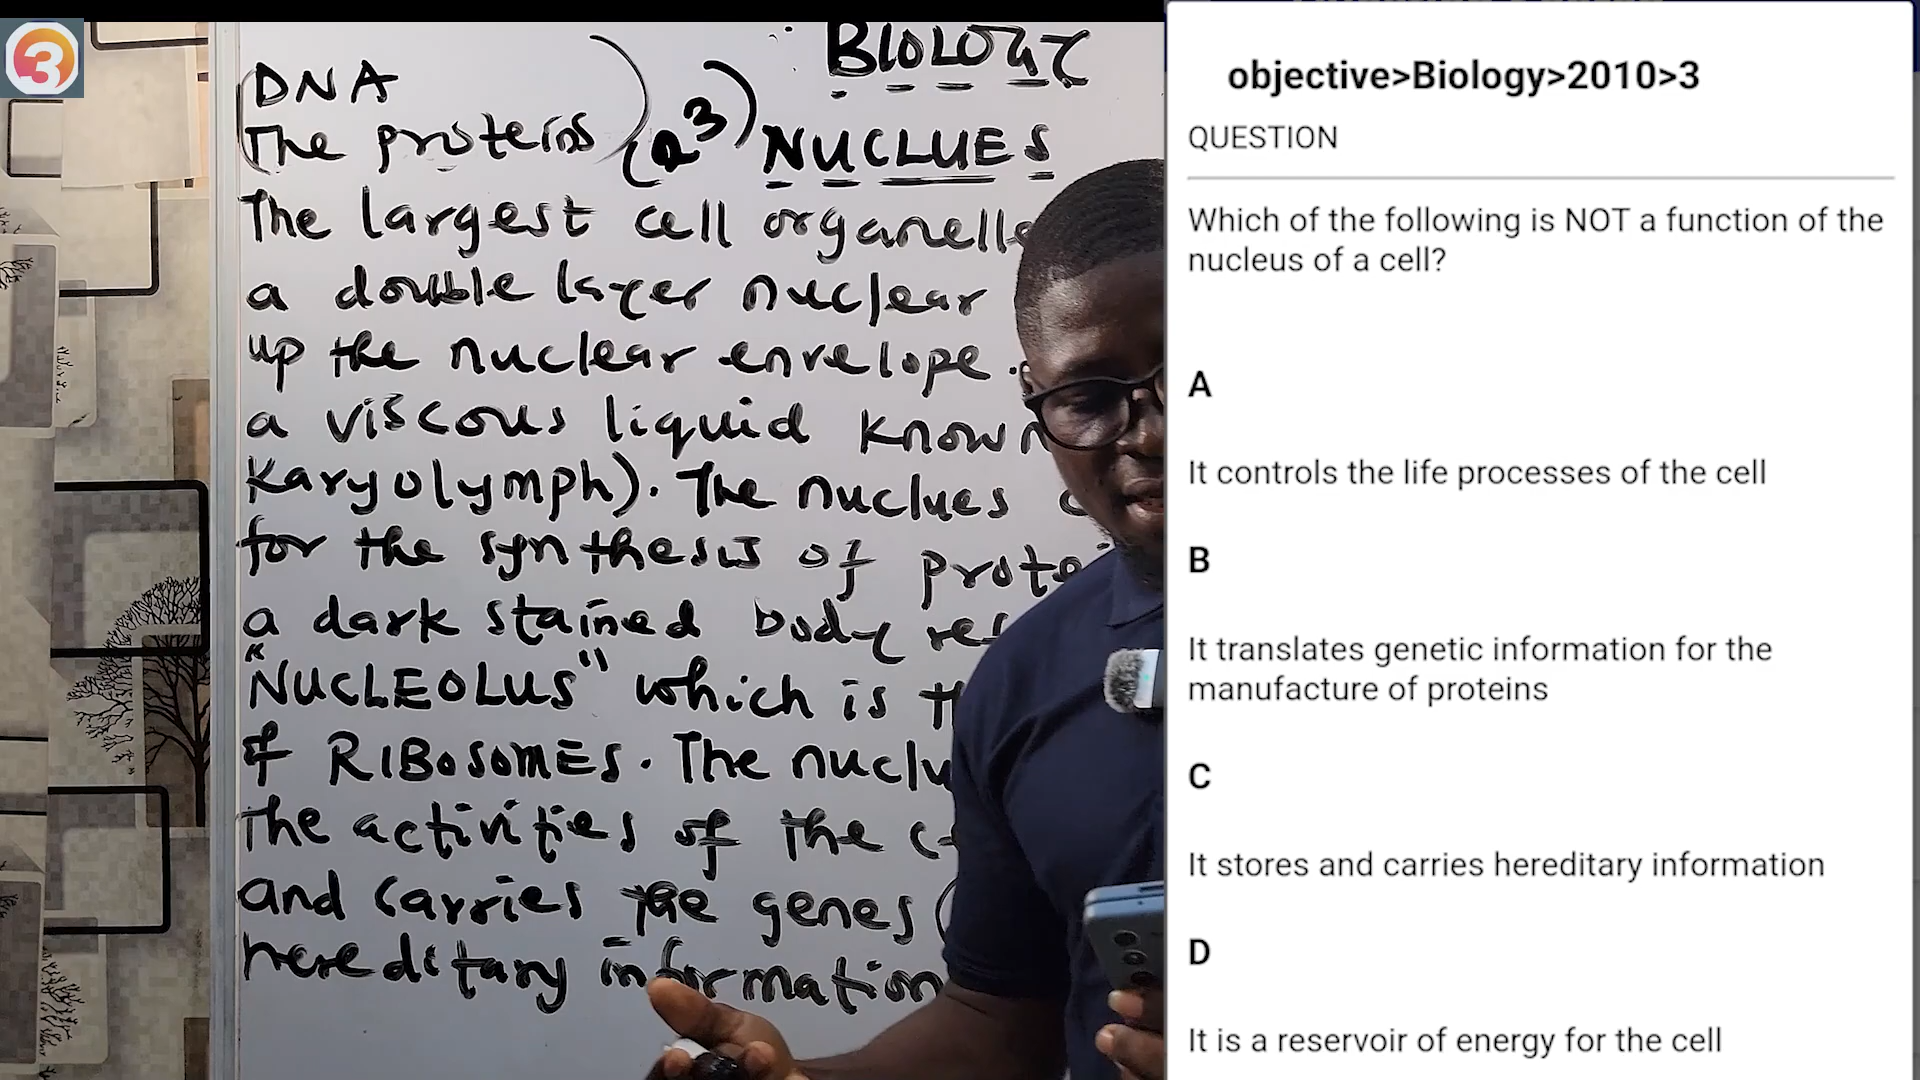 3
BIOLOGY
DNA
The proteins
(Q3) NUCLUES
The largest cell organelle
a double layer nuclear
up the nuclear envelope.
a viscous liquid known
Karyolymph). The nuclues
for the synthesis of prote
a dark stained body
"NUCLEOLUS" which is
of RIBOSOMES. The nuclu
The activities of the c
and carries the genes (
hereditary information
objective>Biology>2010>3
QUESTION
Which of the following is NOT a function of the
nucleus of a cell?
A
It controls the life processes of the cell
B
It translates genetic information for the
manufacture of proteins
C
It stores and carries hereditary information
D
It is a reservoir of energy for the cell